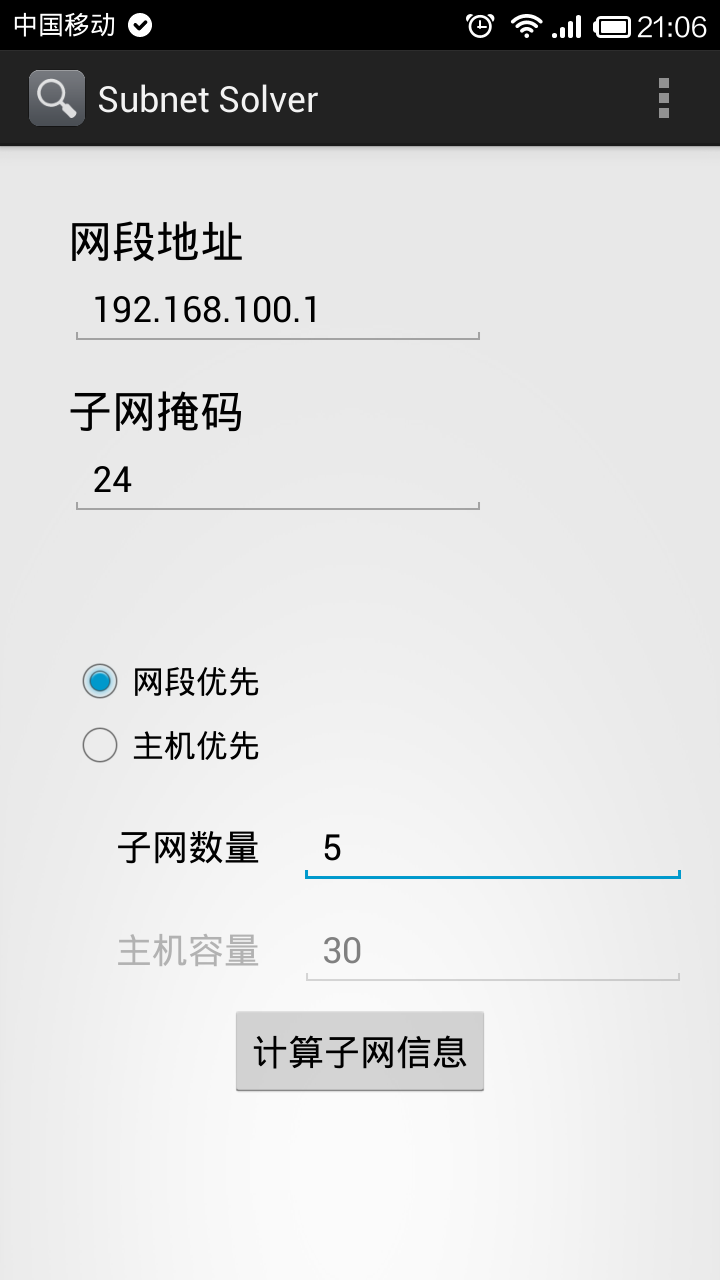 中国移动 21:06
Subnet Solver
网段地址
192.168.100.1
子网掩码
24
网段优先
主机优先
子网数量 5
主机容量 30
计算子网信息